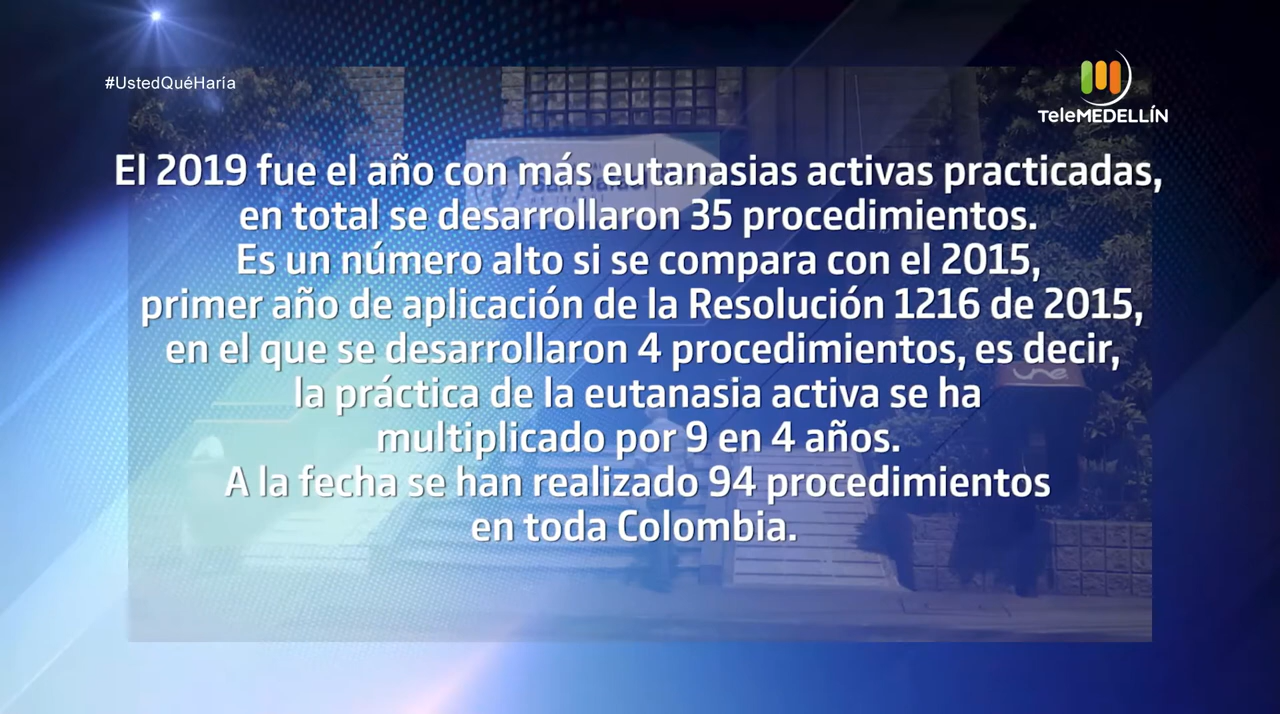 #UstedQuéHaría
TeleMEDELLÍN
El 2019 fue el año con más eutanasias activas practicadas,
en total se desarrollaron 35 procedimientos.
Es un número alto si se compara con el 2015,
primer año de aplicación de la Resolución 1216 de 2015,
en el que se desarrollaron 4 procedimientos, es decir,
la práctica de la eutanasia activa se ha
multiplicado por 9 en 4 años.
A la fecha se han realizado 94 procedimientos
en toda Colombia.
une